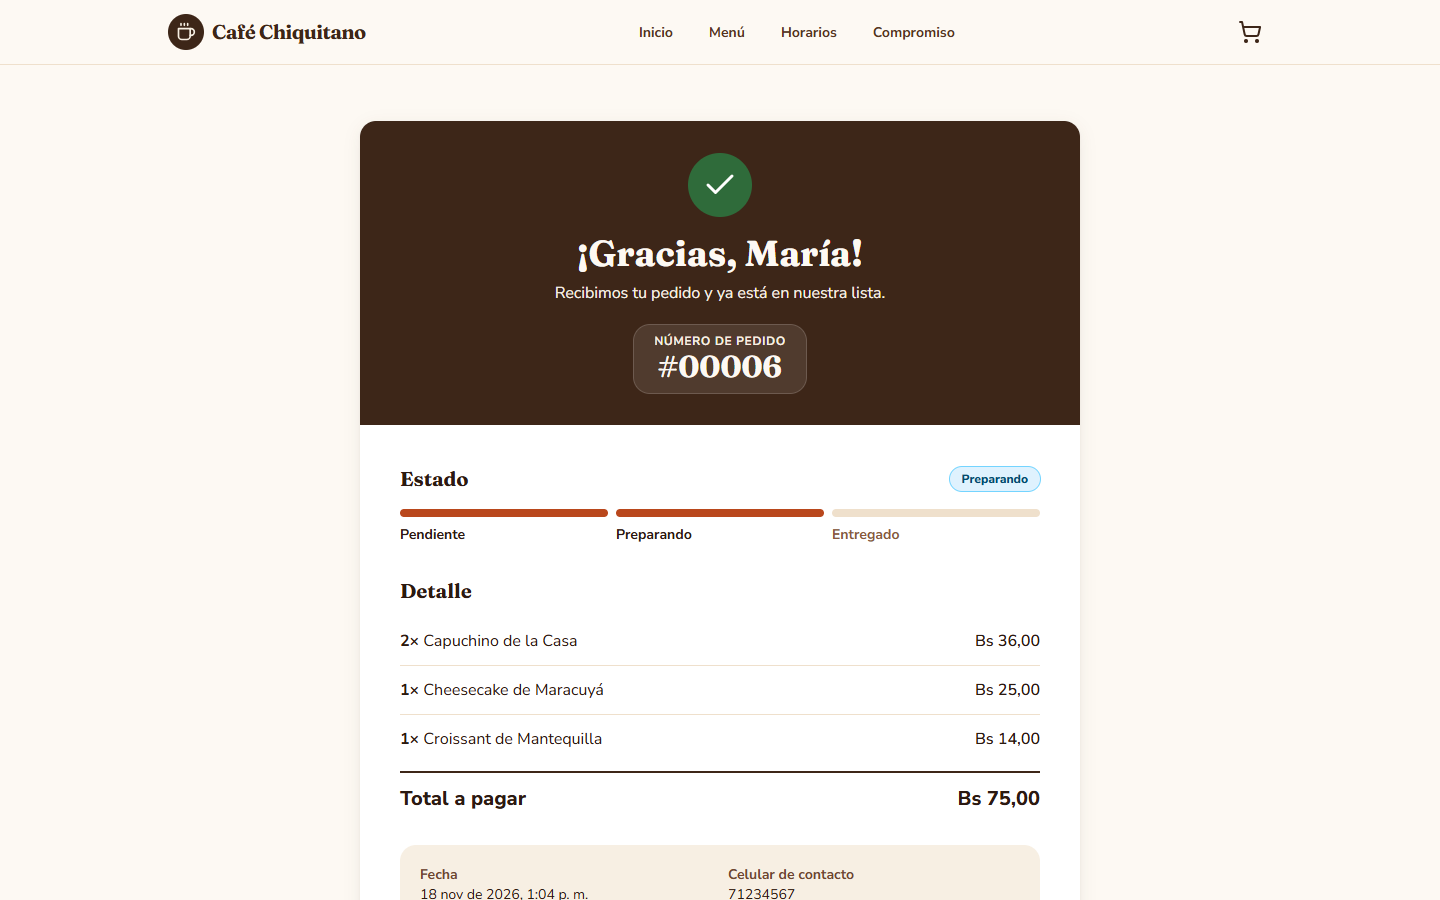 Café Chiquitano
Inicio Menú Horarios Compromiso
¡Gracias, María!
Recibimos tu pedido y ya está en nuestra lista.
NÚMERO DE PEDIDO
#00006
Estado Preparando
Pendiente Preparando Entregado
Detalle
2× Capuchino de la Casa Bs 36,00
1× Cheesecake de Maracuyá Bs 25,00
1× Croissant de Mantequilla Bs 14,00
Total a pagar Bs 75,00
Fecha Celular de contacto
18 nov de 2026, 1:04 p. m. 71234567